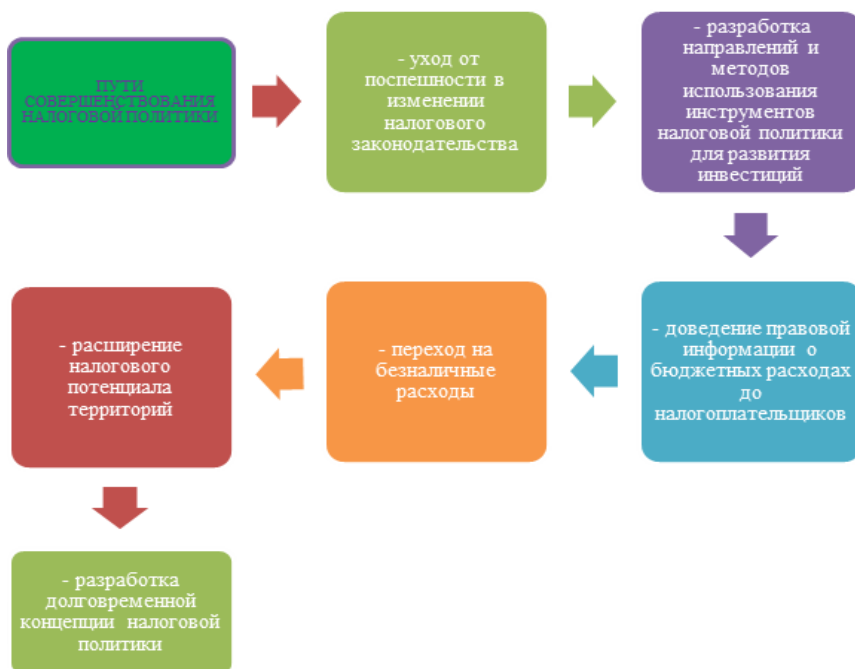 ПУТИ
СОВЕРШЕНСТВОВАНИЯ
НАЛОГОВОЙ ПОЛИТИКИ
- уход от
поспешности в
изменении
налогового
законодательства
- разработка
направлений и
методов
использования
инструментов
налоговой политики
для развития
инвестиций
- доведение правовой
информации о
бюджетных расходах
до
налогоплательщиков
- переход на
безналичные
расходы
- расширение
налогового
потенциала
территорий
- разработка
долговременной
концепции налоговой
политики